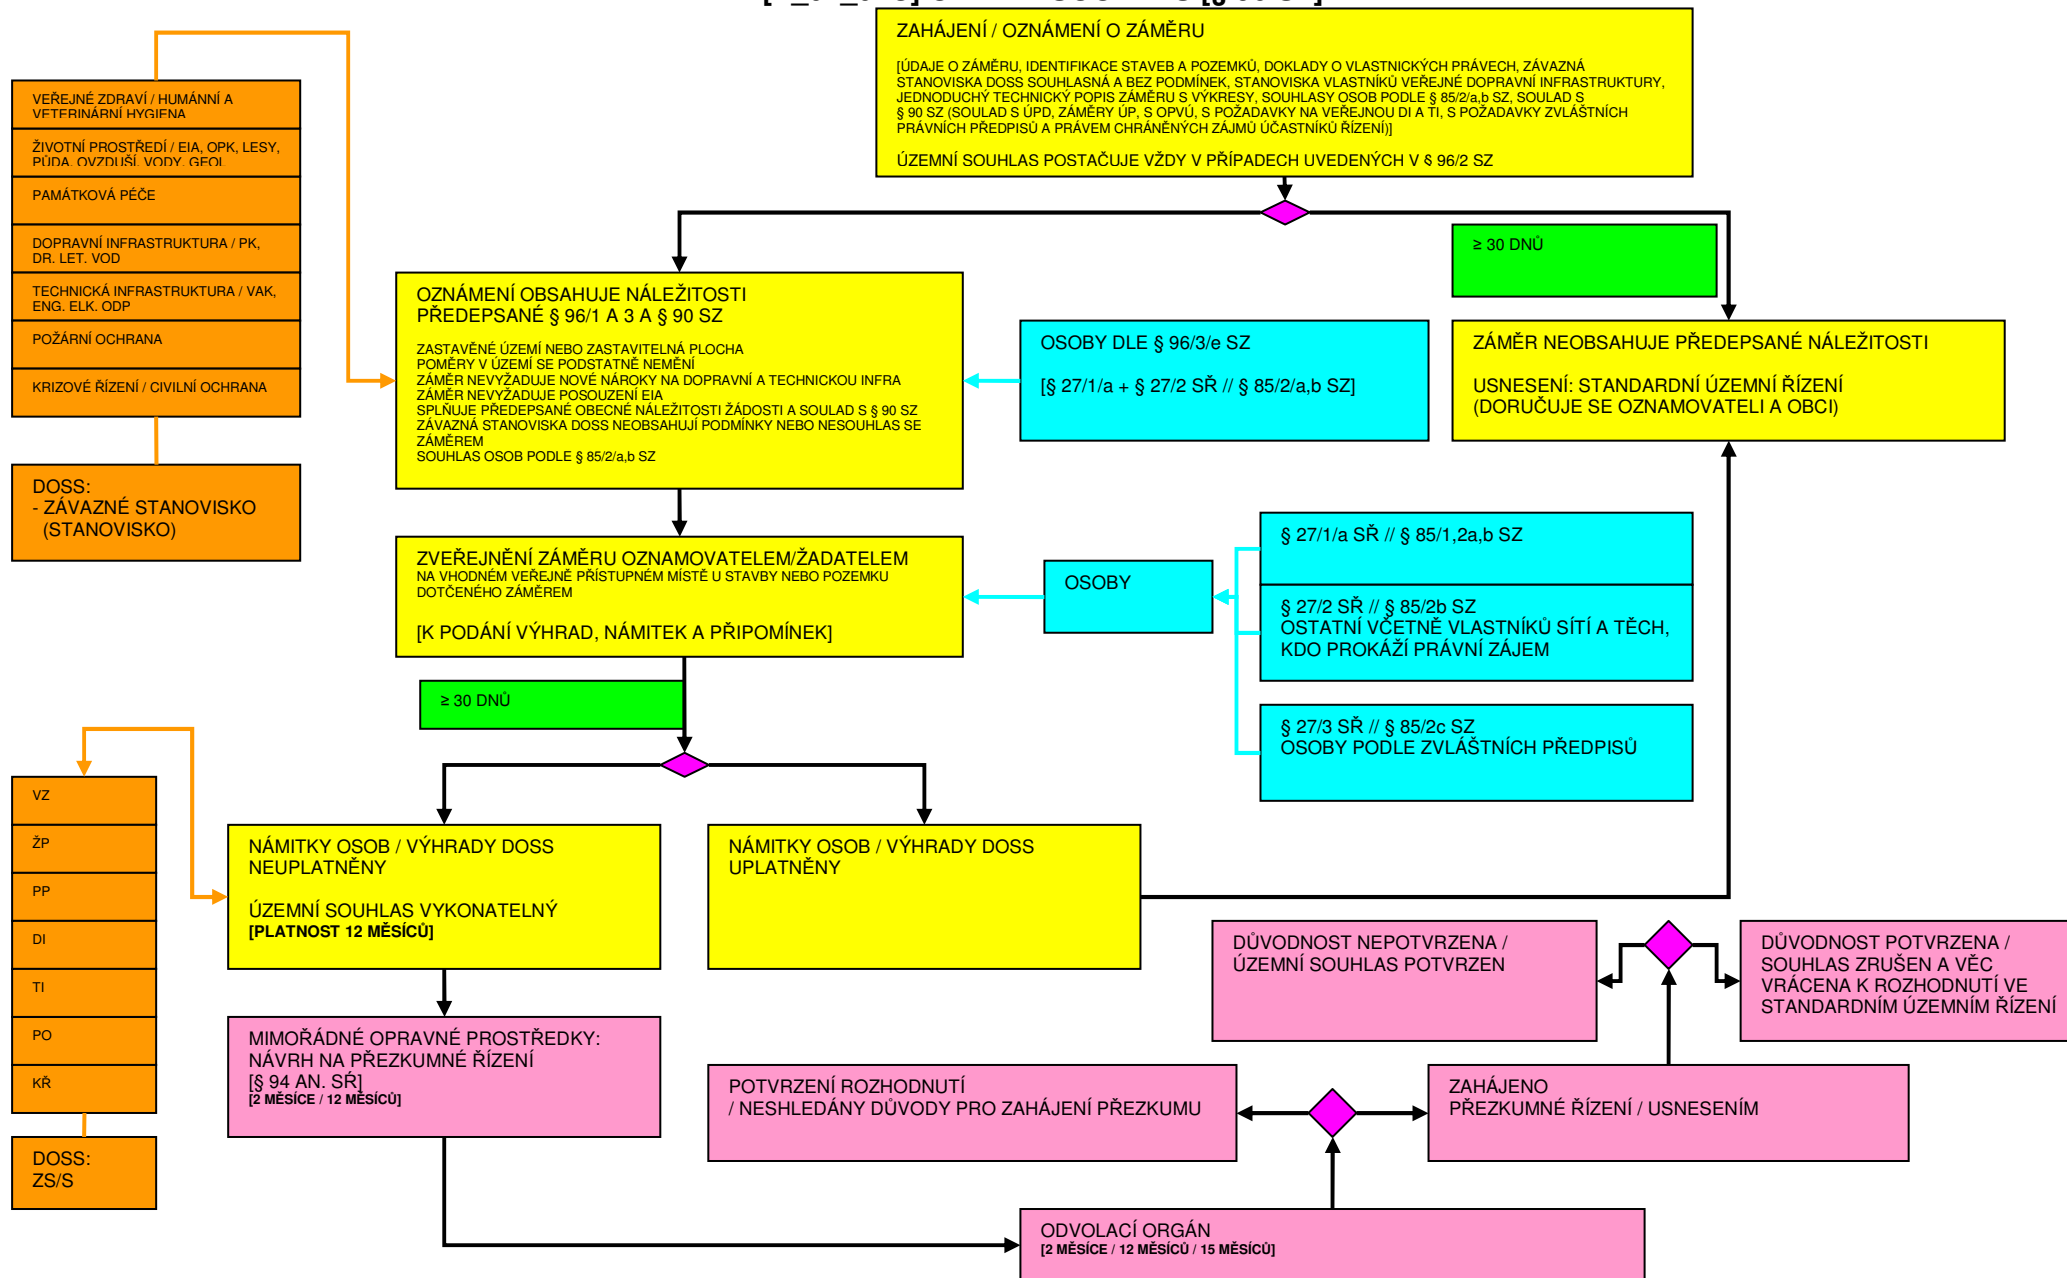 ZAHÁJENÍ / OZNÁMENÍ O ZÁMĚRU
[ÚDAJE O ZÁMĚRU, IDENTIFIKACE STAVEB A POZEMKŮ, DOKLADY O VLASTNICKÝCH PRÁVECH, ZÁVAZNÁ
STANOVISKA DOSS SOUHLASNÁ A BEZ PODMÍNEK, STANOVISKA VLASTNÍKŮ VEŘEJNÉ DOPRAVNÍ INFRASTRUKTURY,
JEDNODUCHÝ TECHNICKÝ POPIS ZÁMĚRU S VÝKRESY, SOUHLASY OSOB PODLE § 85/2/a,b SZ, SOULAD S
§ 90 SZ (SOULAD S ÚPD, ZÁMĚRY ÚP, S OPVÚ, S POŽADAVKY NA VEŘEJNOU DI A TI, S POŽADAVKY ZVLÁŠTNÍCH
PRÁVNÍCH PŘEDPISŮ A PRÁVEM CHRÁNĚNÝCH ZÁJMŮ ÚČASTNÍKŮ ŘÍZENÍ)]
ÚZEMNÍ SOUHLAS POSTAČUJE VŽDY V PŘÍPADECH UVEDENÝCH V § 96/2 SZ
VEŘEJNÉ ZDRAVÍ / HUMÁNNÍ A
VETERINÁRNÍ HYGIENA
ŽIVOTNÍ PROSTŘEDÍ / EIA, OPK, LESY,
PŮDA, OVZDUŠÍ, VODY, GEOL
PAMÁTKOVÁ PÉČE
DOPRAVNÍ INFRASTRUKTURA / PK,
DR. LET. VOD
TECHNICKÁ INFRASTRUKTURA / VAK,
ENG. ELK. ODP
POŽÁRNÍ OCHRANA
KRIZOVÉ ŘÍZENÍ / CIVILNÍ OCHRANA
DOSS:
- ZÁVAZNÉ STANOVISKO
(STANOVISKO)
≥ 30 DNŮ
OZNÁMENÍ OBSAHUJE NÁLEŽITOSTI
PŘEDEPSANÉ § 96/1 A 3 A § 90 SZ
ZASTAVĚNÉ ÚZEMÍ NEBO ZASTAVITELNÁ PLOCHA
POMĚRY V ÚZEMÍ SE PODSTATNĚ NEMĚNÍ
ZÁMĚR NEVYŽADUJE NOVÉ NÁROKY NA DOPRAVNÍ A TECHNICKOU INFRA
ZÁMĚR NEVYŽADUJE POSOUZENÍ EIA
SPLŇUJE PŘEDEPSANÉ OBECNÉ NÁLEŽITOSTI ŽÁDOSTI A SOULAD S § 90 SZ
ZÁVAZNÁ STANOVISKA DOSS NEOBSAHUJÍ PODMÍNKY NEBO NESOUHLAS SE
ZÁMĚREM
SOUHLAS OSOB PODLE § 85/2/a,b SZ
OSOBY DLE § 96/3/e SZ
[§ 27/1/a + § 27/2 SŘ // § 85/2/a,b SZ]
ZÁMĚR NEOBSAHUJE PŘEDEPSANÉ NÁLEŽITOSTI
USNESENÍ: STANDARDNÍ ÚZEMNÍ ŘÍZENÍ
(DORUČUJE SE OZNAMOVATELI A OBCI)
ZVEŘEJNĚNÍ ZÁMĚRU OZNAMOVATELEM/ŽADATELEM
NA VHODNÉM VEŘEJNĚ PŘÍSTUPNÉM MÍSTĚ U STAVBY NEBO POZEMKU
DOTČENÉHO ZÁMĚREM
[K PODÁNÍ VÝHRAD, NÁMITEK A PŘIPOMÍNEK]
OSOBY
§ 27/1/a SŘ // § 85/1,2a,b SZ
§ 27/2 SŘ // § 85/2b SZ
OSTATNÍ VČETNĚ VLASTNÍKŮ SÍTÍ A TĚCH,
KDO PROKÁŽÍ PRÁVNÍ ZÁJEM
§ 27/3 SŘ // § 85/2c SZ
OSOBY PODLE ZVLÁŠTNÍCH PŘEDPISŮ
≥ 30 DNŮ
VZ
ŽP
PP
DI
TI
PO
KŘ
DOSS:
ZS/S
NÁMITKY OSOB / VÝHRADY DOSS
NEUPLATNĚNY
ÚZEMNÍ SOUHLAS VYKONATELNÝ
[PLATNOST 12 MĚSÍCŮ]
NÁMITKY OSOB / VÝHRADY DOSS
UPLATNĚNY
DŮVODNOST NEPOTVRZENA /
ÚZEMNÍ SOUHLAS POTVRZEN
DŮVODNOST POTVRZENA /
SOUHLAS ZRUŠEN A VĚC
VRÁCENA K ROZHODNUTÍ VE
STANDARDNÍM ÚZEMNÍM ŘÍZENÍ
MIMOŘÁDNÉ OPRAVNÉ PROSTŘEDKY:
NÁVRH NA PŘEZKUMNÉ ŘÍZENÍ
[§ 94 AN. SŘ]
[2 MĚSÍCE / 12 MĚSÍCŮ]
POTVRZENÍ ROZHODNUTÍ
/ NESHLEDÁNY DŮVODY PRO ZAHÁJENÍ PŘEZKUMU
ZAHÁJENO
PŘEZKUMNÉ ŘÍZENÍ / USNESENÍM
ODVOLACÍ ORGÁN
[2 MĚSÍCE / 12 MĚSÍCŮ / 15 MĚSÍCŮ]